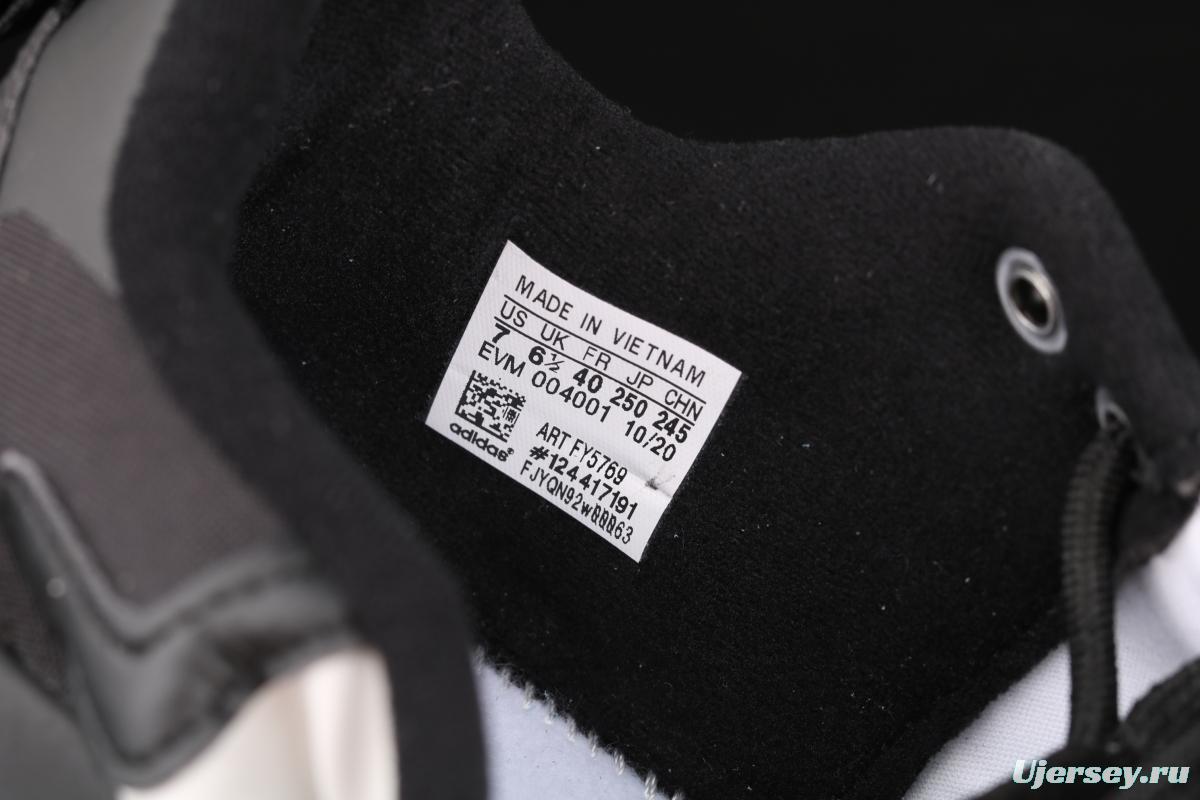 MADE IN VIETNAM
US UK FR JP CHN
7 6½ 40 250 245
EVM 004001 10/20
adidas®
ART FY5769
#124417191
Ujersey.ru